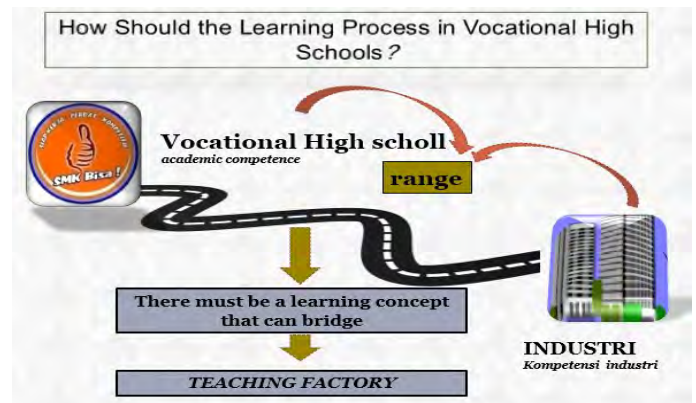 How Should the Learning Process in Vocational High
Schools?
SMK Bisa!
Vocational High scholl
academic competence
range
There must be a learning concept
that can bridge
TEACHING FACTORY
INDUSTRI
Kompetensi industri